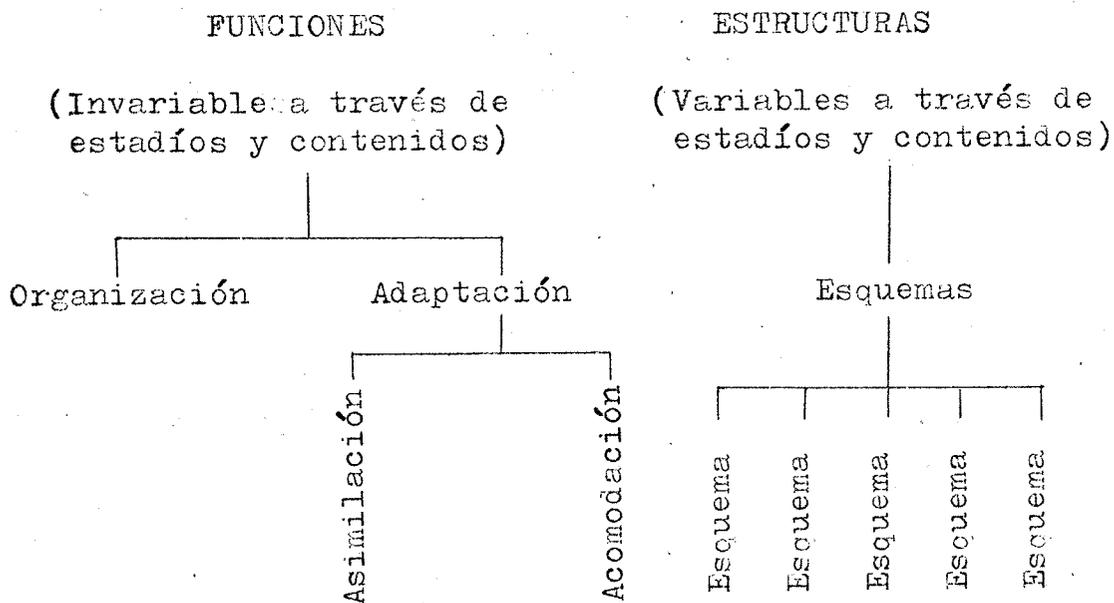 FUNCIONES
(Invariable a través de
estadíos y contenidos)
Organización
Adaptación
Asimilación
Acomodación
ESTRUCTURAS
(Variables a través de
estadíos y contenidos)
Esquemas
Esquema
Esquema
Esquema
Esquema
Esquema